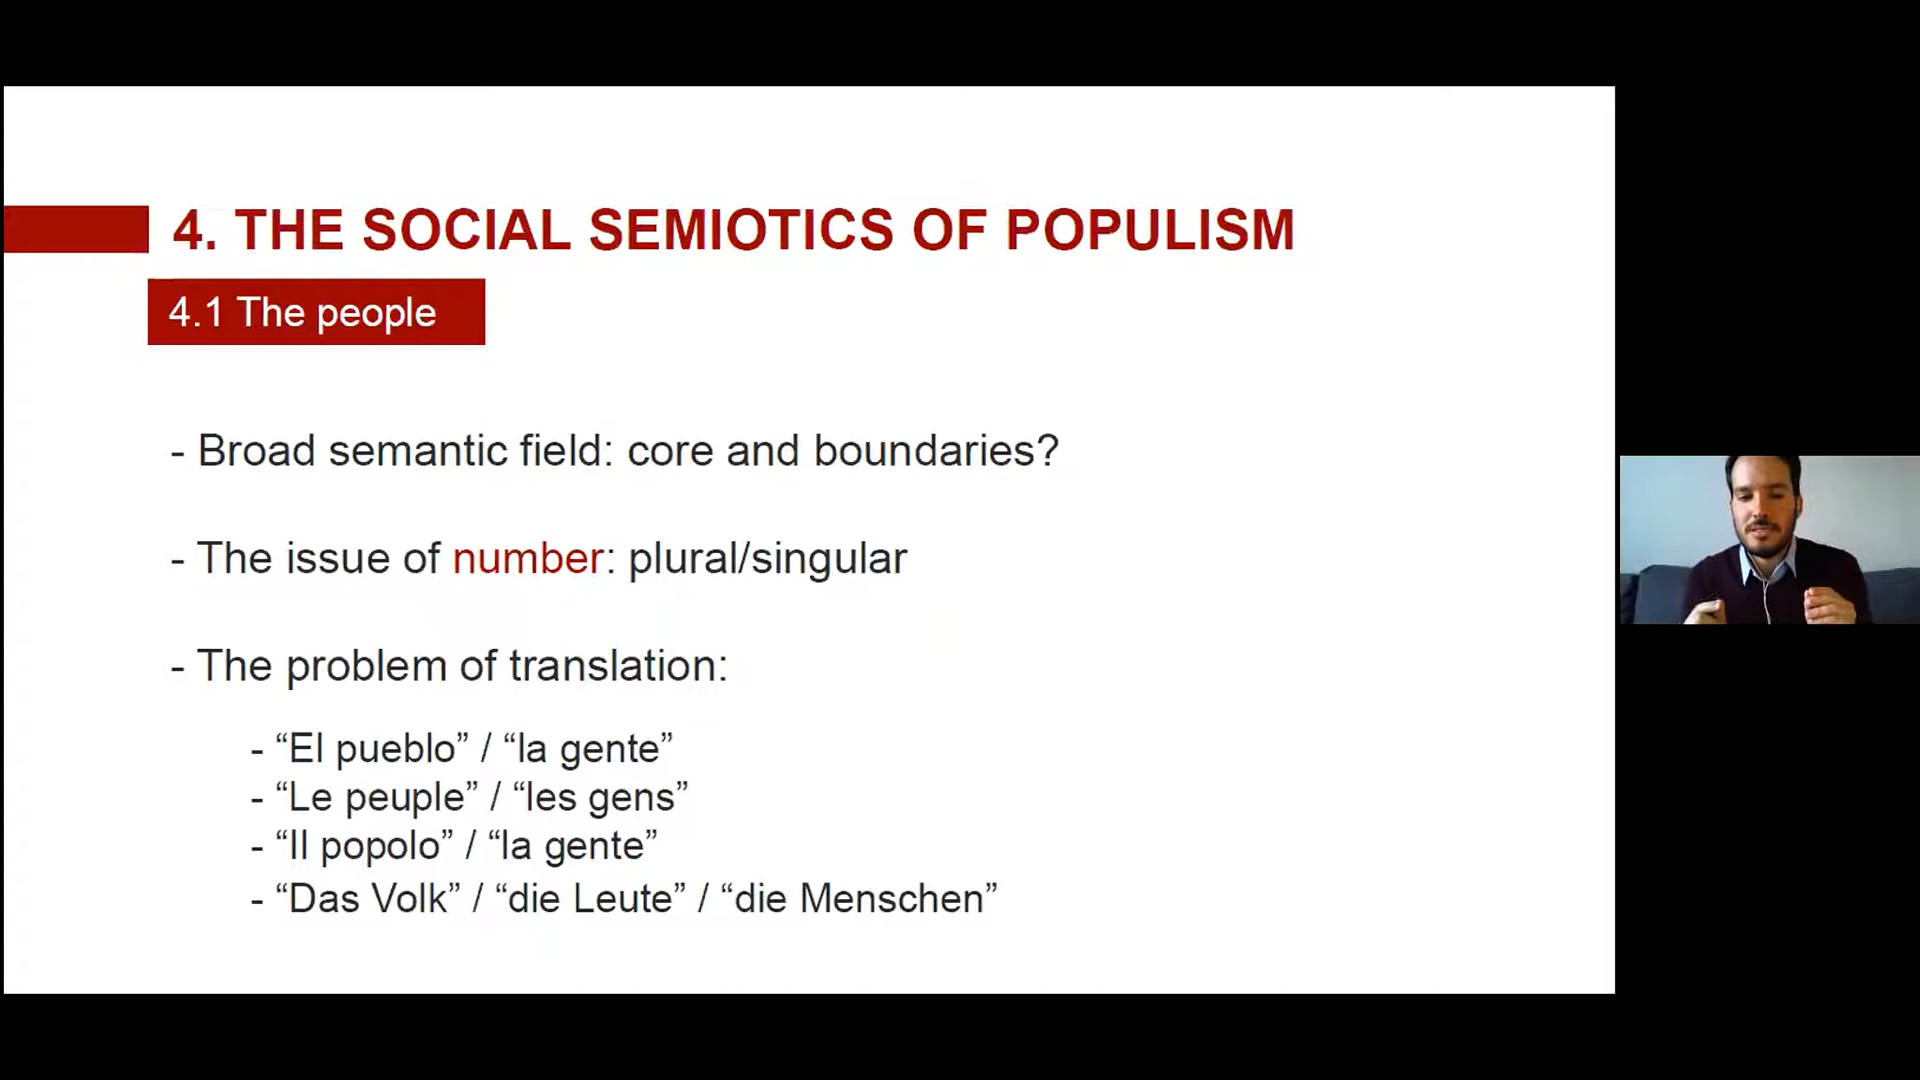 4. THE SOCIAL SEMIOTICS OF POPULISM
4.1 The people
- Broad semantic field: core and boundaries?
- The issue of number: plural/singular
- The problem of translation:
- “El pueblo” / “la gente”
- “Le peuple” / “les gens”
- “Il popolo” / “la gente”
- “Das Volk” / “die Leute” / “die Menschen”